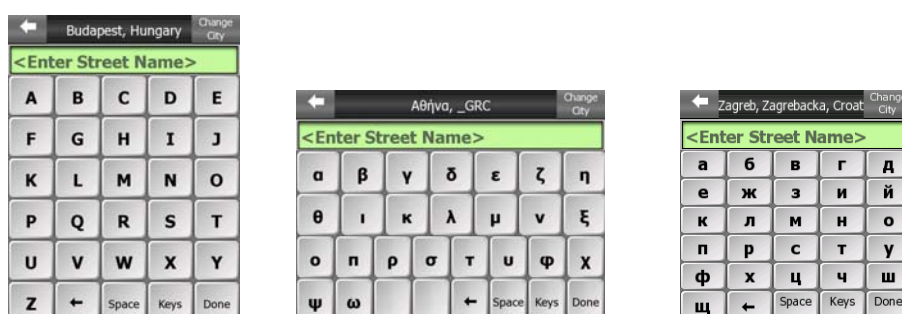 Budapest, Hungary Change City
<Enter Street Name>
A B C D E
F G H I J
K L M N O
P Q R S T
U V W X Y
Z ← Space Keys Done
Αθήνα, _GRC Change City
<Enter Street Name>
α β γ δ ε ζ η
θ ι κ λ μ ν ξ
ο π ρ σ τ υ φ χ
ψ ω ← Space Keys Done
Zagreb, Zagrebacka, Croat Chang City
<Enter Street Name>
а б в г д
е ж з и й
к л м н о
п р с т у
ф х ц ч ш
щ ← Space Keys Done